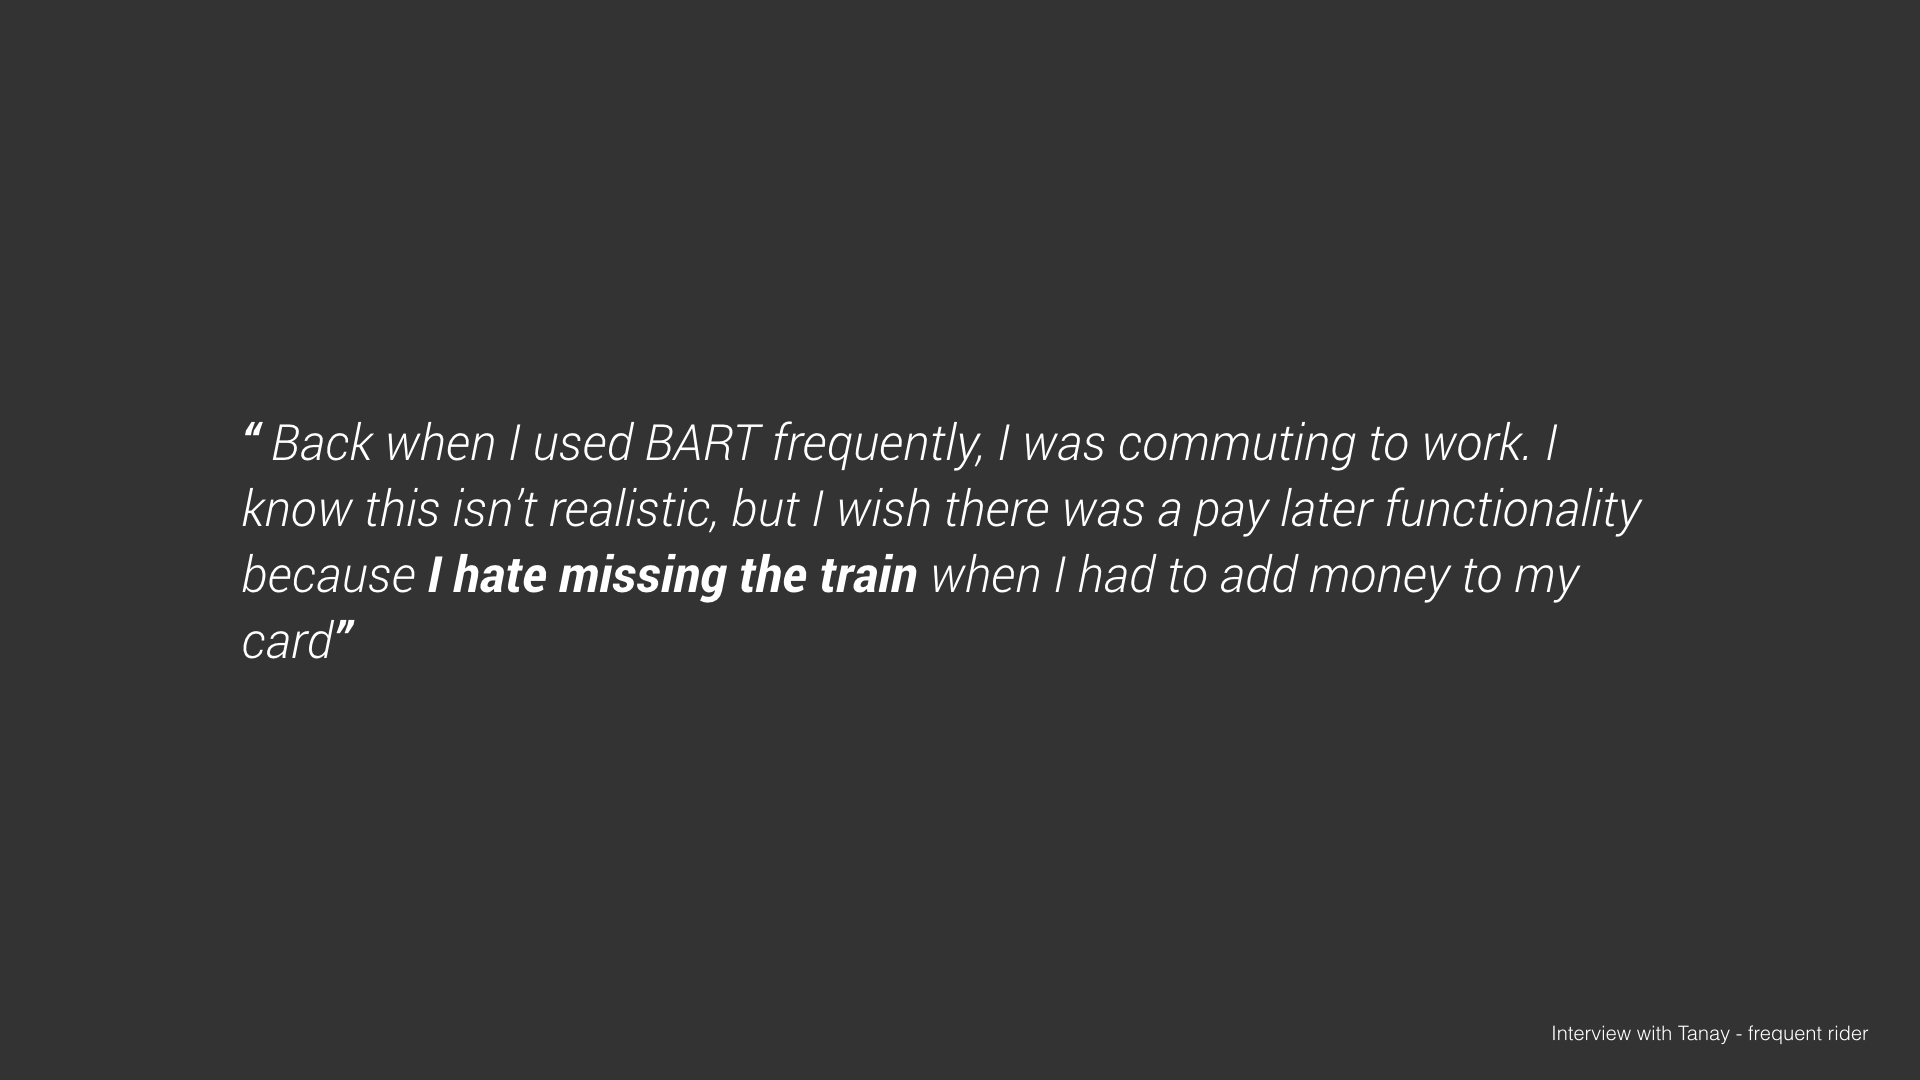 “ Back when I used BART frequently, I was commuting to work. I
know this isn’t realistic, but I wish there was a pay later functionality
because I hate missing the train when I had to add money to my
card”
Interview with Tanay - frequent rider